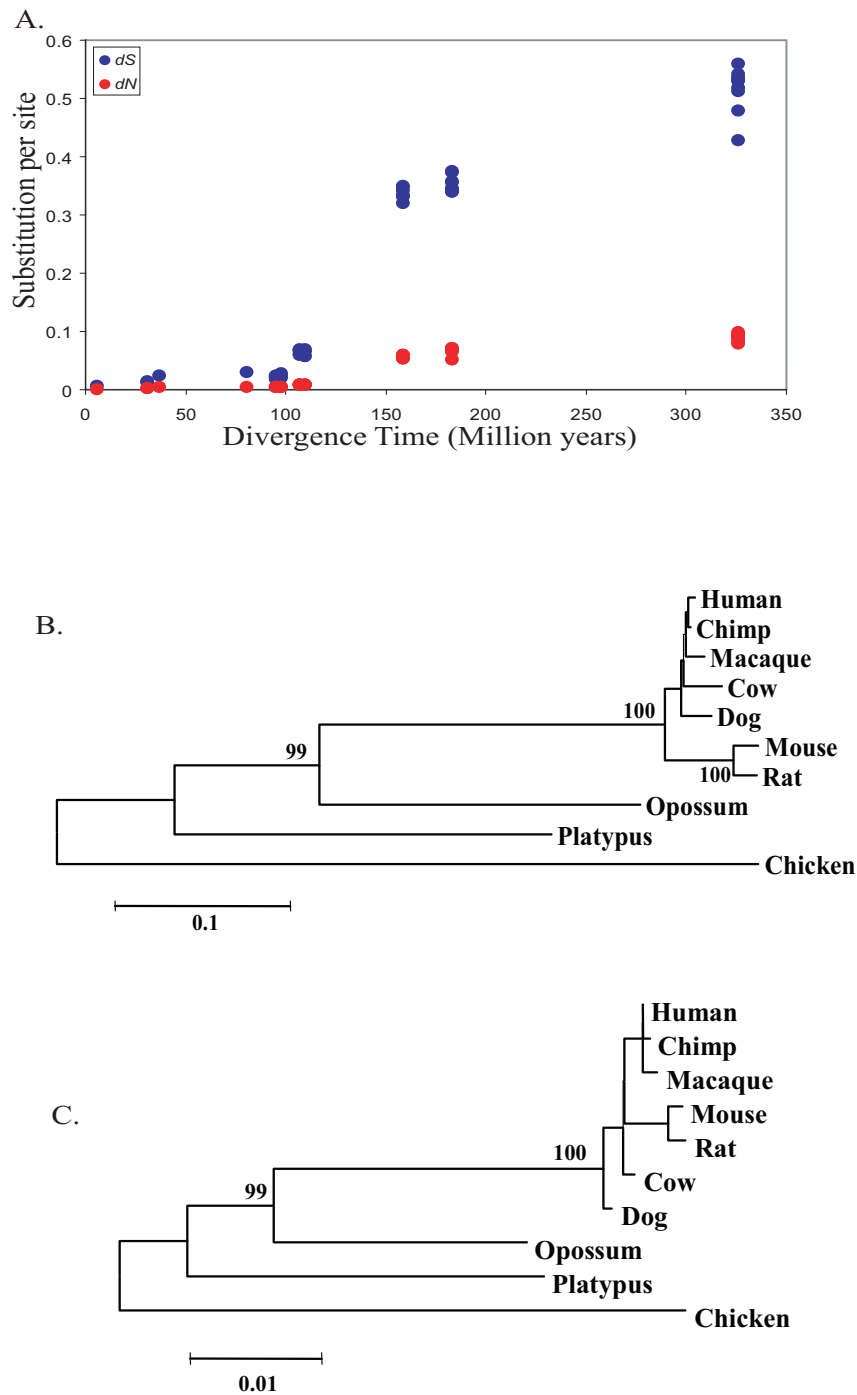 A.
0.6
dS
dN
0.5
0.4
0.3
0.2
0.1
0
Substitution per site
0 50 100 150 200 250 300 350
Divergence Time (Million years)
B.
Human
Chimp
Macaque
Cow
100
Dog
Mouse
99
100
Rat
Opossum
Platypus
Chicken
0.1
C.
Human
Chimp
Macaque
Mouse
Rat
100
Cow
99
Dog
Opossum
Platypus
Chicken
0.01